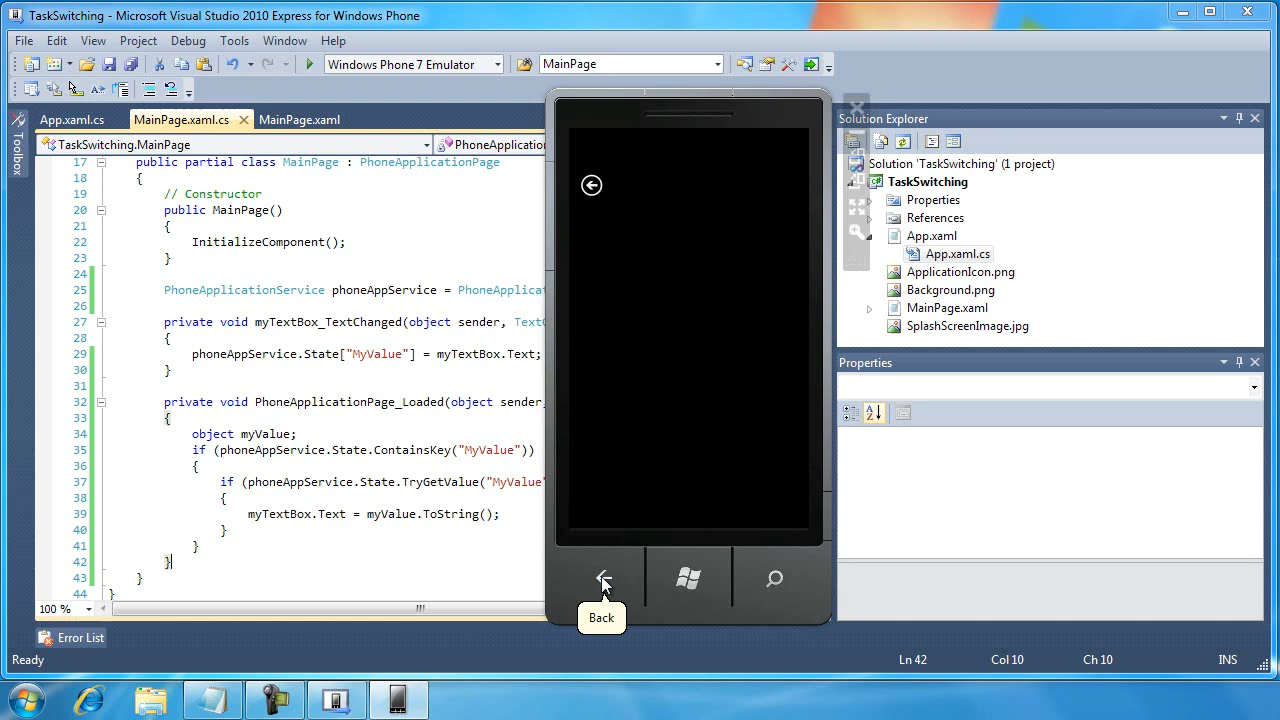 TaskSwitching - Microsoft Visual Studio 2010 Express for Windows Phone
File Edit View Project Debug Tools Window Help
Windows Phone 7 Emulator MainPage
App.xaml.cs MainPage.xaml.cs MainPage.xaml
TaskSwitching.MainPage PhoneApplication
Toolbox
17 public partial class MainPage : PhoneApplicationPage
18 {
19 // Constructor
20 public MainPage()
21 {
22 InitializeComponent();
23 }
24
25 PhoneApplicationService phoneAppService = PhoneApplicat
26
27 private void myTextBox_TextChanged(object sender, TextC
28 {
29 phoneAppService.State["MyValue"] = myTextBox.Text;
30 }
31
32 private void PhoneApplicationPage_Loaded(object sender,
33 {
34 object myValue;
35 if (phoneAppService.State.ContainsKey("MyValue"))
36 {
37 if (phoneAppService.State.TryGetValue("MyValue"
38 {
39 myTextBox.Text = myValue.ToString();
40 }
41 }
42 }
43 }
44 }
100 %
Back
Solution Explorer
Solution 'TaskSwitching' (1 project)
TaskSwitching
Properties
References
App.xaml
App.xaml.cs
ApplicationIcon.png
Background.png
MainPage.xaml
SplashScreenImage.jpg
Properties
Error List
Ready Ln 42 Col 10 Ch 10 INS